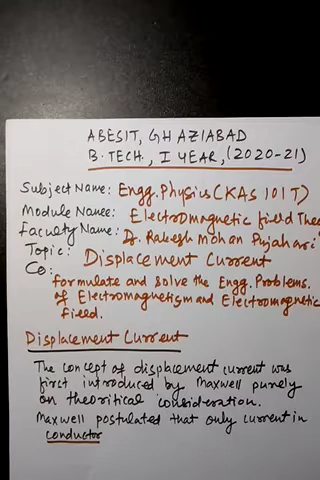 ABESIT, GHAZIABAD
B.TECH., I YEAR, (2020-21)
Subject Name: Engg. Physics (KAS 101T)
Module Name: Electromagnetic field Theo
Faculty Name: Dr. Rakesh Mohan Pujahari
Topic: Displacement Current
Co: formulate and solve the Engg. Problems
of Electromagnetism and Electromagnetic
field.
Displacement Current
The concept of displacement current was
first introduced by Maxwell purely
on theoritical consideration.
Maxwell postulates that only current in
conductor